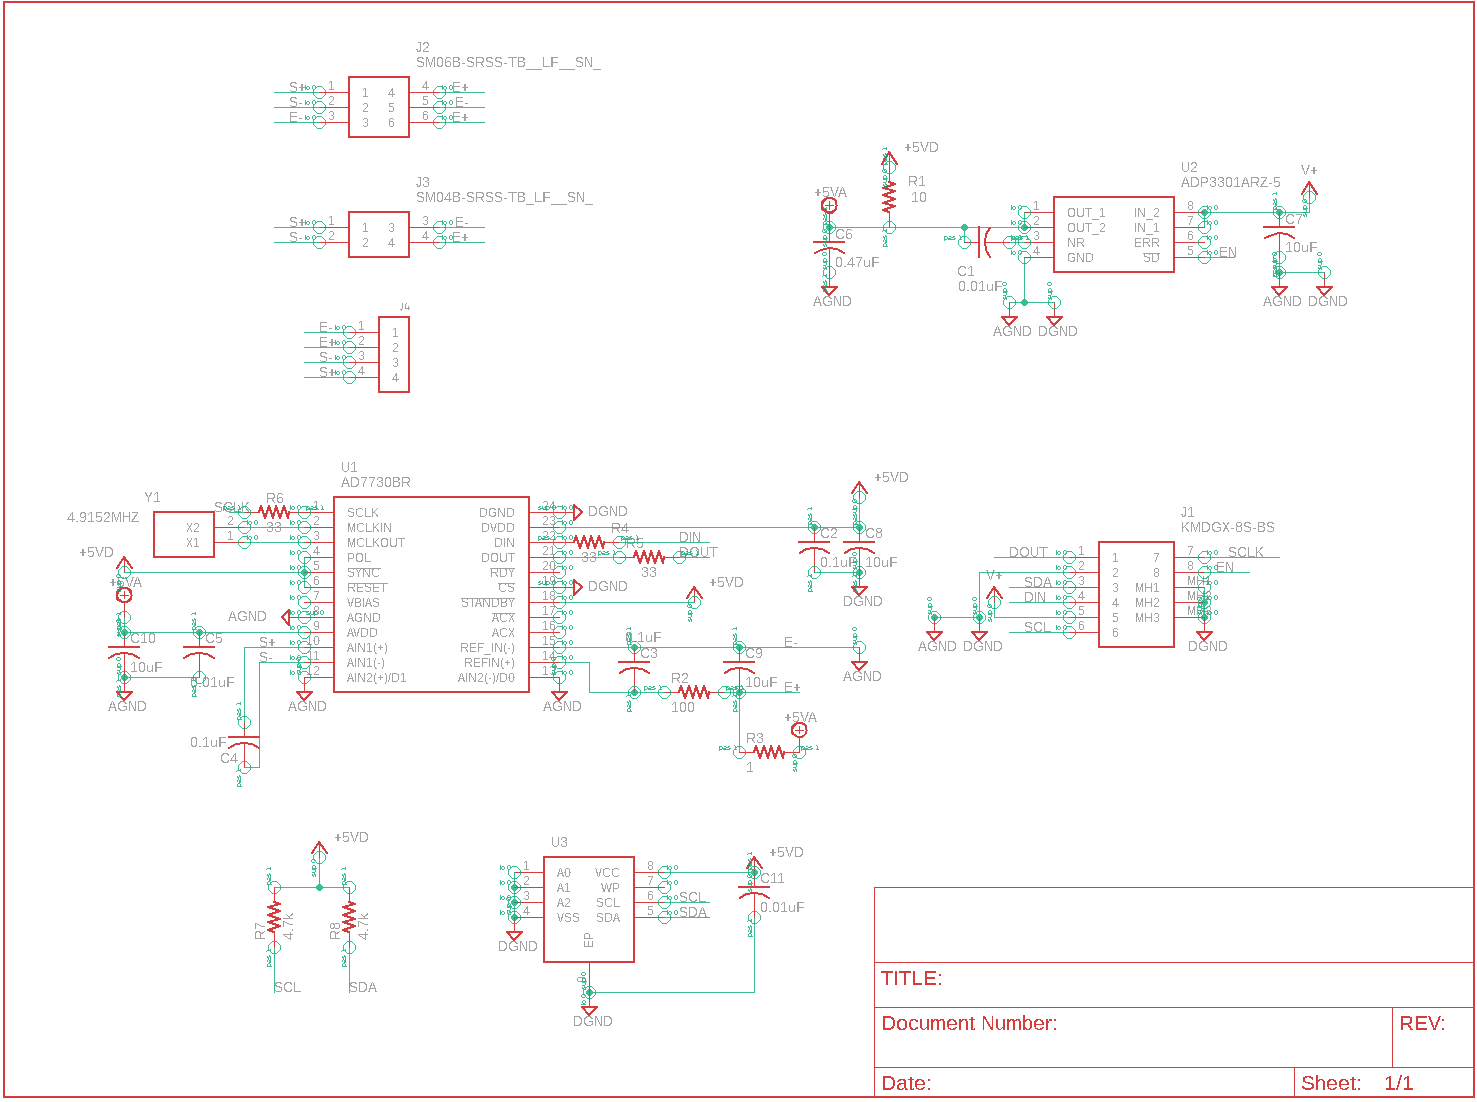 J2
SM06B-SRSS-TB__LF__SN_
S+ 1 1 4 4 E+
S- 2 2 5 5 E-
E- 3 3 6 6 E+
J3
SM04B-SRSS-TB_LF_SN_
S+ 1 1 3 3 E-
S- 2 2 4 4 E+
J4
E- 1 1
E+ 2 2
S- 3 3
S+ 4 4
+5VD
R1
10
+5VA
C6
0.47uF
AGND
C1
0.01uF
U2
ADP3301ARZ-5
1 OUT_1 IN_2 8
2 OUT_2 IN_1 7
3 NR ERR 6
4 GND SD 5 EN
AGND DGND
V+
C7
10uF
AGND DGND
U1
AD7730BR
Y1
4.9152MHZ
X2 2
X1 1
SCLK
R6
33
1 SCLK DGND 24 DGND
2 MCLKIN DVDD 23
3 MCLKOUT DIN 22
4 POL DOUT 21
5 SYNC RDY 20
6 RESET CS 19 DGND
7 VBIAS STANDBY 18
8 AGND ACX 17
9 AVDD ACX 16
10 AIN1(+) REF_IN(-) 15
11 AIN1(-) REFIN(+) 14
12 AIN2(+)/D1 AIN2(-)/D0 13
+5VD
+5VA
AGND
S+
S-
C10
10uF
C5
0.01uF
AGND
AGND
AGND
0.1uF
C4
R4
33
DIN
R5
33
DOUT
+5VD
C2
0.1uF
C8
10uF
DGND
+5VD
0.1uF
C3
C9
10uF
E-
AGND
R2
100
E+
+5VA
R3
1
J1
KMDGX-8S-BS
DOUT 1 1 7 7 SCLK
2 2 8 8 EN
SDA 3 3 MH1 MH1
DIN 4 4 MH2 MH2
5 5 MH3 MH3
SCL 6 6
V+
AGND DGND
DGND
+5VD
R7
4.7k
R8
4.7k
SCL
SDA
U3
1 A0 VCC 8
2 A1 WP 7
3 A2 SCL 6 SCL
4 VSS SDA 5 SDA
EP
DGND
DGND
+5VD
C11
0.01uF
TITLE:
Document Number:
REV:
Date:
Sheet: 1/1